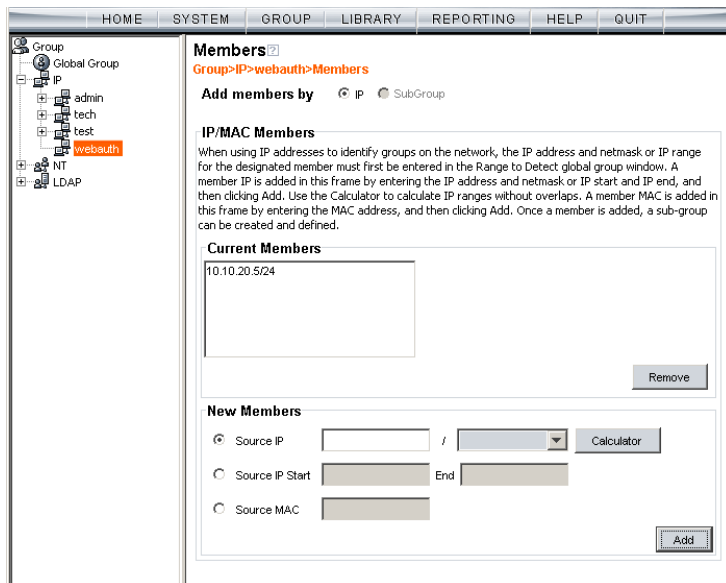 HOME SYSTEM GROUP LIBRARY REPORTING HELP QUIT
Group
Global Group
IP
admin
tech
test
webauth
NT
LDAP
Members?
Group>IP>webauth>Members
Add members by IP SubGroup
IP/MAC Members
When using IP addresses to identify groups on the network, the IP address and netmask or IP range
for the designated member must first be entered in the Range to Detect global group window. A
member IP is added in this frame by entering the IP address and netmask or IP start and IP end, and
then clicking Add. Use the Calculator to calculate IP ranges without overlaps. A member MAC is added in
this frame by entering the MAC address, and then clicking Add. Once a member is added, a sub-group
can be created and defined.
Current Members
10.10.20.5/24
Remove
New Members
Source IP / Calculator
Source IP Start End
Source MAC
Add